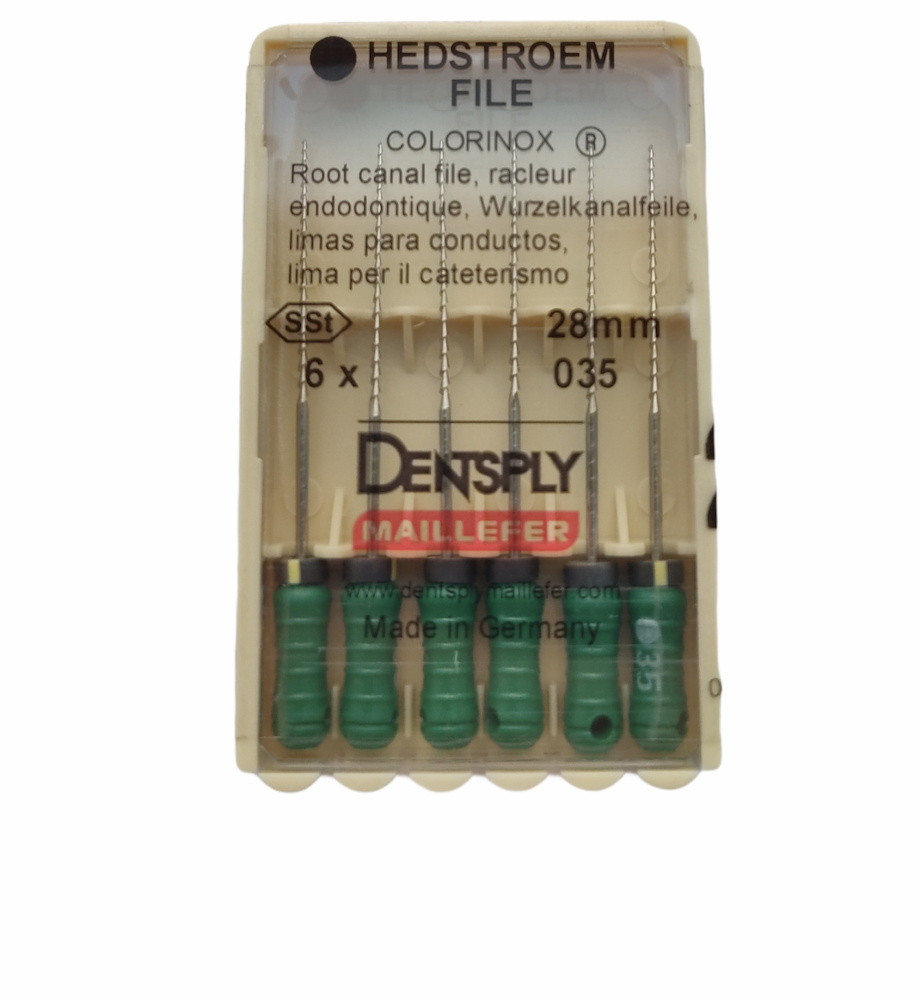 HEDSTROEM
FILE
COLORINOX ®
Root canal file, racleur
endodontique, Wurzelkanalfeile,
limas para conductos,
lima per il cateterismo
SSt 28mm
6 x 035
DENTSPLY
MAILLEFER
www.dentsplymaillefer.com
Made in Germany
035